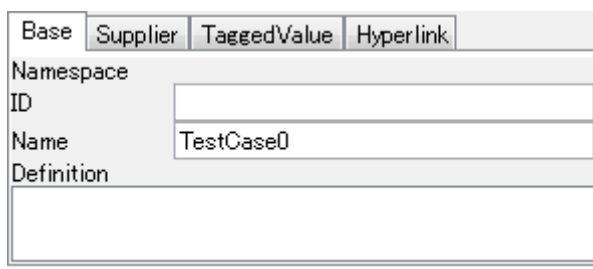 Base Supplier TaggedValue Hyperlink
Namespace
ID
Name TestCase0
Definition